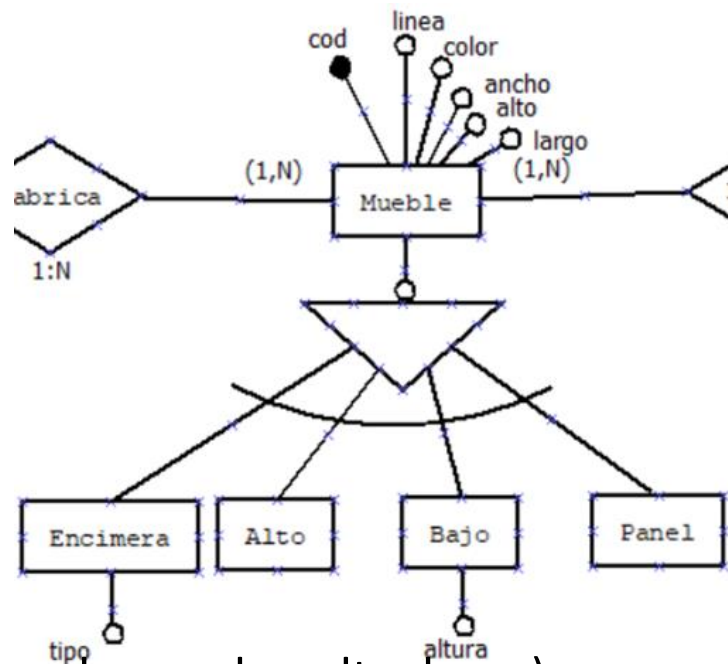 linea
cod
color
ancho
alto
largo
(1,N)
(1,N)
abrica
Mueble
1:N
Encimera
Alto
Bajo
Panel
tipo
altura